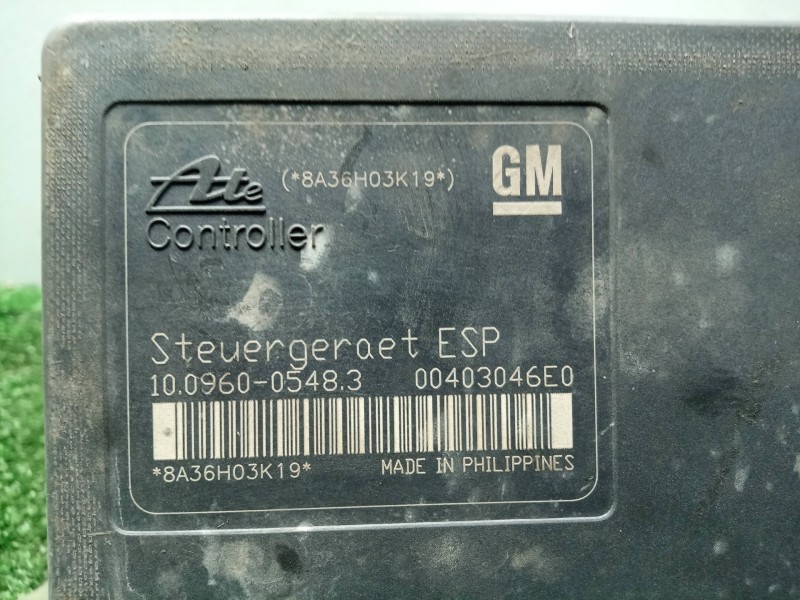 Ate (*8A36H03K19*) GM
Controller
Steuergeraet ESP
10.0960-0548.3 00403046E0
*8A36H03K19* MADE IN PHILIPPINES